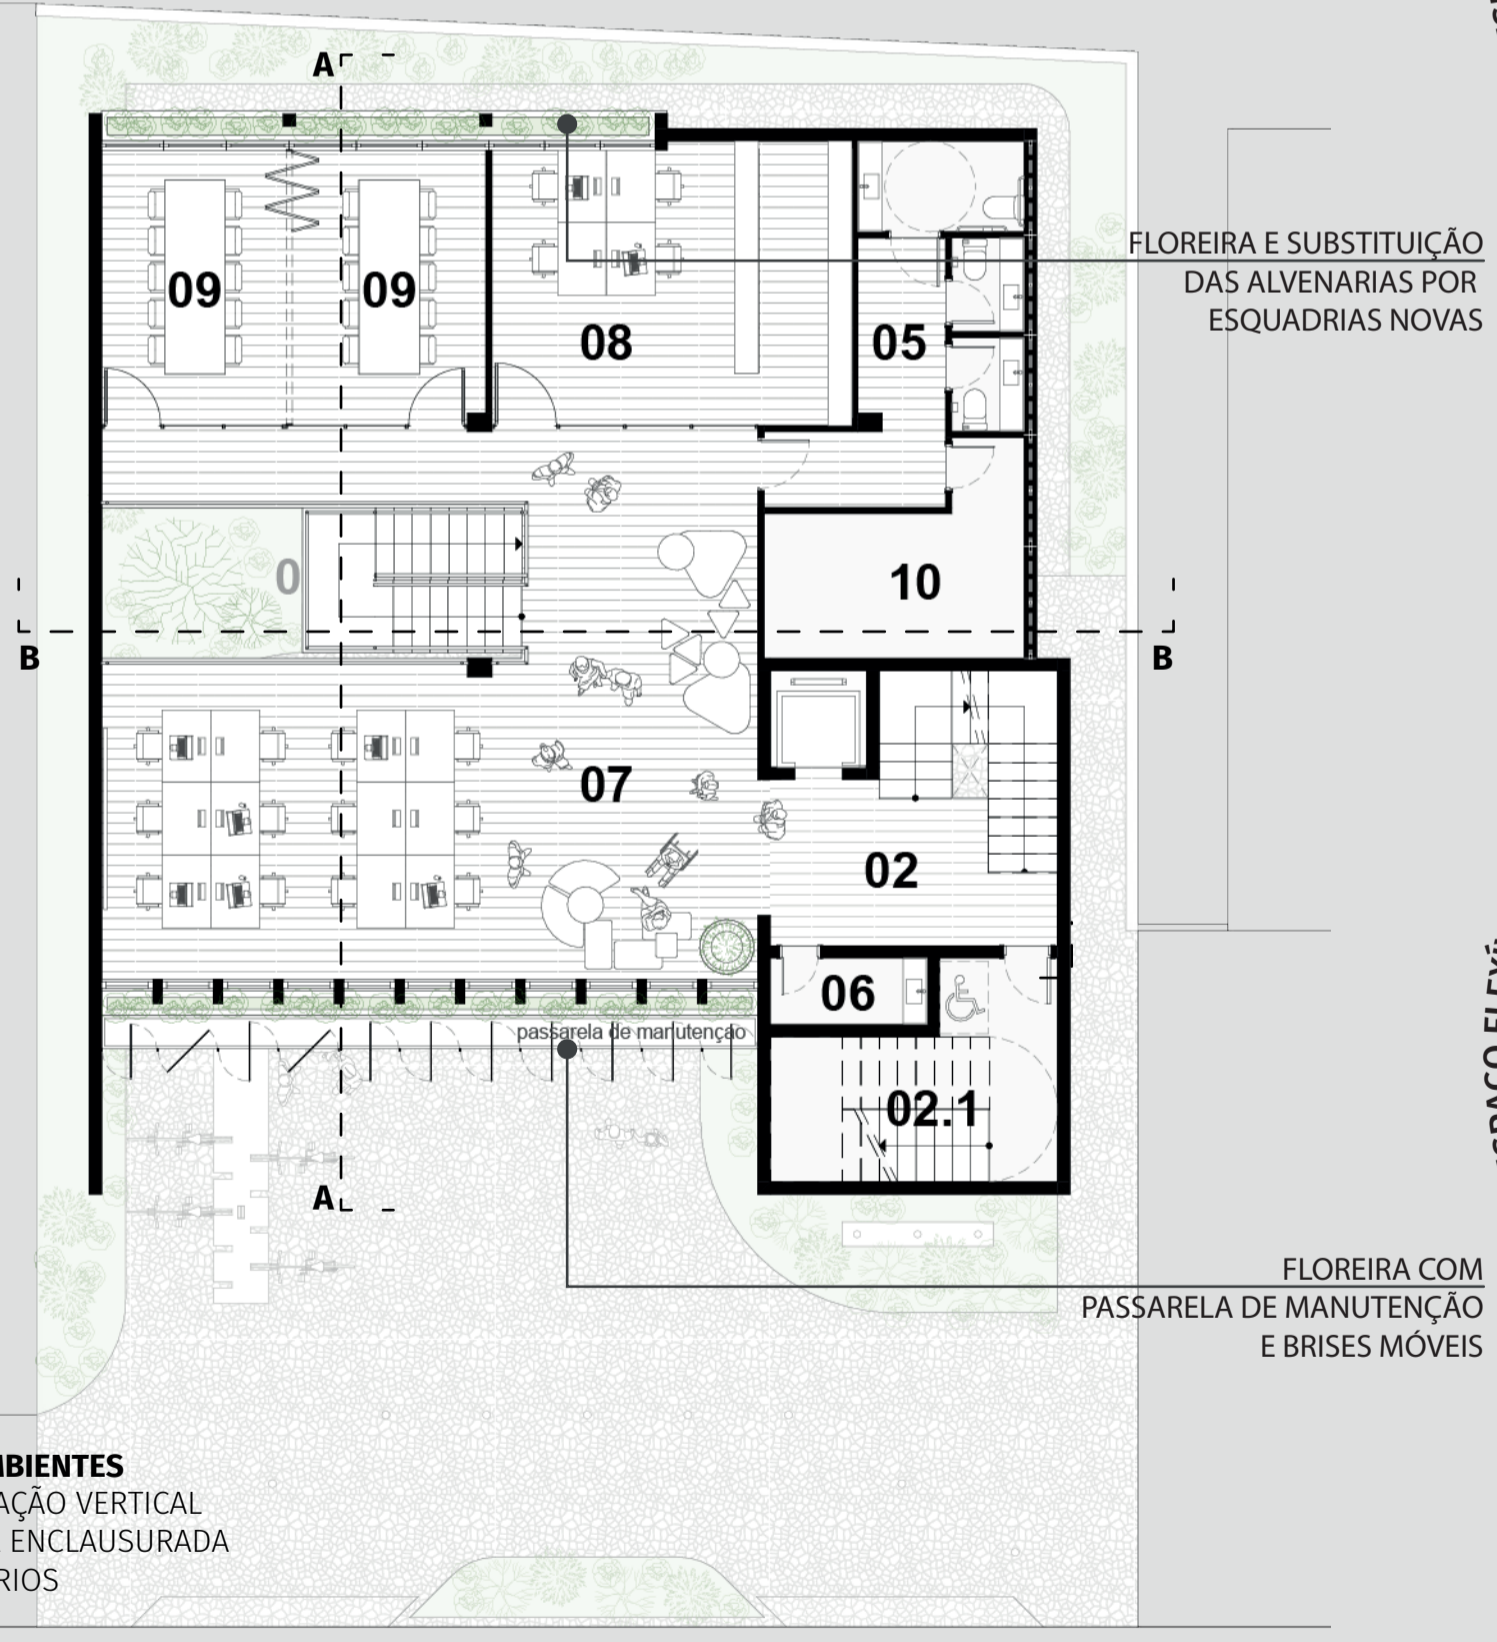 A
FLOREIRA E SUBSTITUIÇÃO
DAS ALVENARIAS POR
ESQUADRIAS NOVAS
09
09
08
05
0
10
B
B
07
02
06
passarela de manutenção
02.1
A
FLOREIRA COM
PASSARELA DE MANUTENÇÃO
E BRISES MÓVEIS
MBIENTES
AÇÃO VERTICAL
ENCLAUSURADA
RIOS